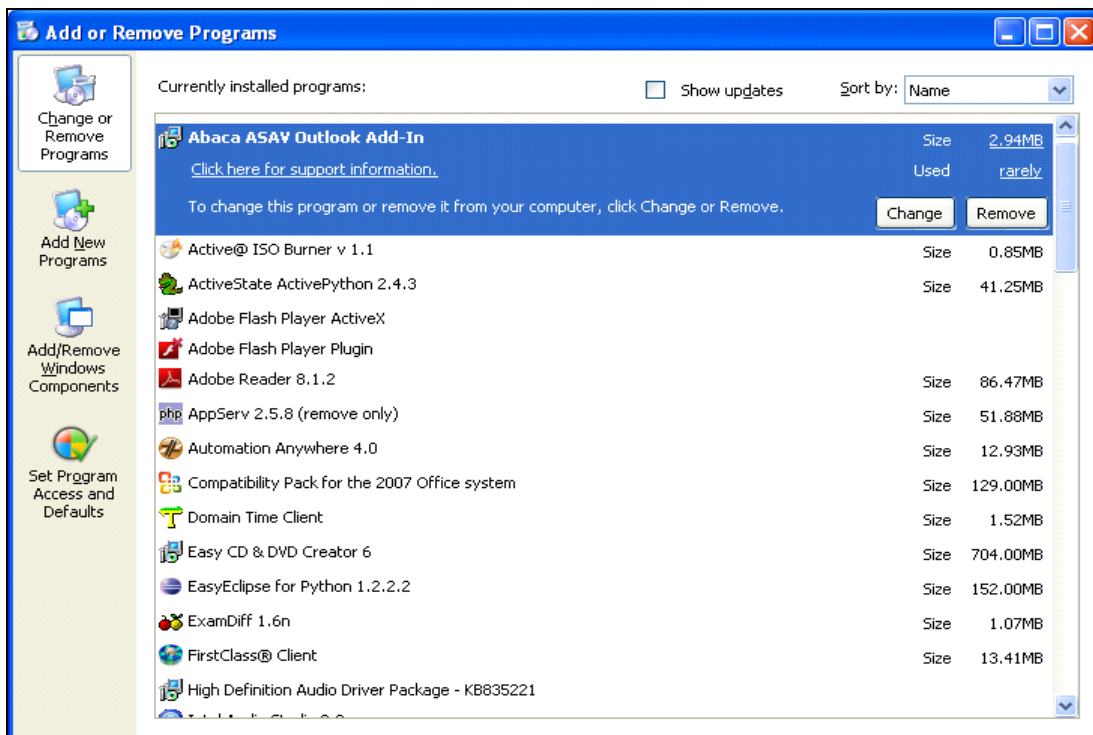 Add or Remove Programs
Change or
Remove
Programs
Add New
Programs
Add/Remove
Windows
Components
Set Program
Access and
Defaults
Currently installed programs:
Show updates
Sort by: Name
Abaca ASAV Outlook Add-In Size 2.94MB
Click here for support information. Used rarely
To change this program or remove it from your computer, click Change or Remove. Change Remove
Active@ ISO Burner v 1.1 Size 0.85MB
ActiveState ActivePython 2.4.3 Size 41.25MB
Adobe Flash Player ActiveX
Adobe Flash Player Plugin
Adobe Reader 8.1.2 Size 86.47MB
php AppServ 2.5.8 (remove only) Size 51.88MB
Automation Anywhere 4.0 Size 12.93MB
Compatibility Pack for the 2007 Office system Size 129.00MB
Domain Time Client Size 1.52MB
Easy CD & DVD Creator 6 Size 704.00MB
EasyEclipse for Python 1.2.2.2 Size 152.00MB
ExamDiff 1.6n Size 1.07MB
FirstClass® Client Size 13.41MB
High Definition Audio Driver Package - KB835221